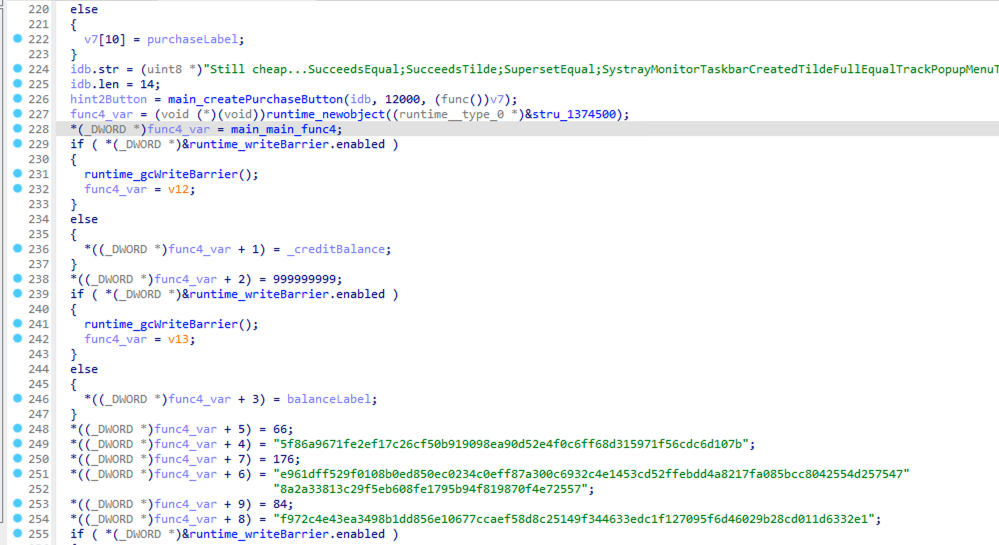 220 else
221 {
222 v7[10] = purchaseLabel;
223 }
224 idb.str = (uint8 *)"Still cheap...SucceedsEqual;SucceedsTilde;SupersetEqual;SystrayMonitorTaskbarCreatedTildeFullEqualTrackPopupMenuT
225 idb.len = 14;
226 hint2Button = main_createPurchaseButton(idb, 12000, (func())v7);
227 func4_var = (void (*)(void))runtime_newobject((runtime__type_0 *)&stru_1374500);
228 *(_DWORD *)func4_var = main_main_func4;
229 if ( *(_DWORD *)&runtime_writeBarrier.enabled )
230 {
231 runtime_gcWriteBarrier();
232 func4_var = v12;
233 }
234 else
235 {
236 *((_DWORD *)func4_var + 1) = _creditBalance;
237 }
238 *((_DWORD *)func4_var + 2) = 999999999;
239 if ( *(_DWORD *)&runtime_writeBarrier.enabled )
240 {
241 runtime_gcWriteBarrier();
242 func4_var = v13;
243 }
244 else
245 {
246 *((_DWORD *)func4_var + 3) = balanceLabel;
247 }
248 *((_DWORD *)func4_var + 5) = 66;
249 *((_DWORD *)func4_var + 4) = "5f86a9671fe2ef17c26cf50b919098ea90d52e4f0c6ff68d315971f56cdc6d107b";
250 *((_DWORD *)func4_var + 7) = 176;
251 *((_DWORD *)func4_var + 6) = "e961dff529f0108b0ed850ec0234c0eff87a300c6932c4e1453cd52ffebdd4a8217fa085bcc8042554d257547"
252 "8a2a33813c29f5eb608fe1795b94f819870f4e72557";
253 *((_DWORD *)func4_var + 9) = 84;
254 *((_DWORD *)func4_var + 8) = "f972c4e43ea3498b1dd856e10677ccaef58d8c25149f344633edc1f127095f6d46029b28cd011d6332e1";
255 if ( *(_DWORD *)&runtime_writeBarrier.enabled )